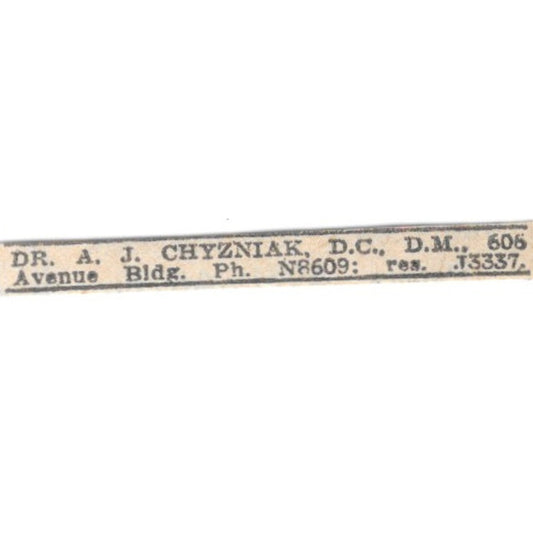 DR. A. J. CHYZNIAK, D.C., D.M., 606
Avenue Bldg. Ph. N8609; res. J3337.